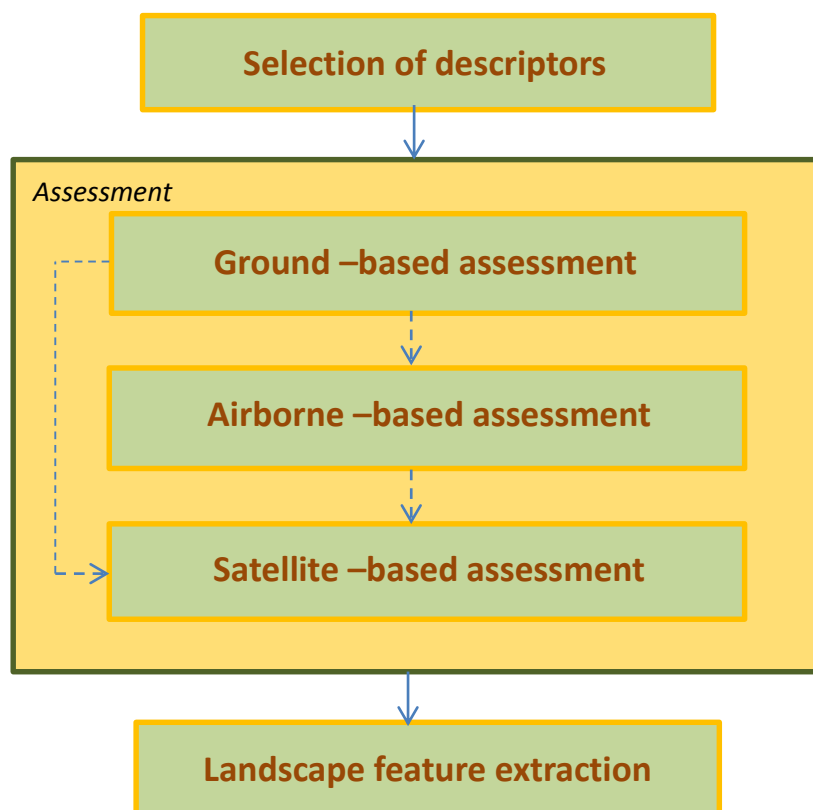 Selection of descriptors
Assessment
Ground –based assessment
Airborne –based assessment
Satellite –based assessment
Landscape feature extraction